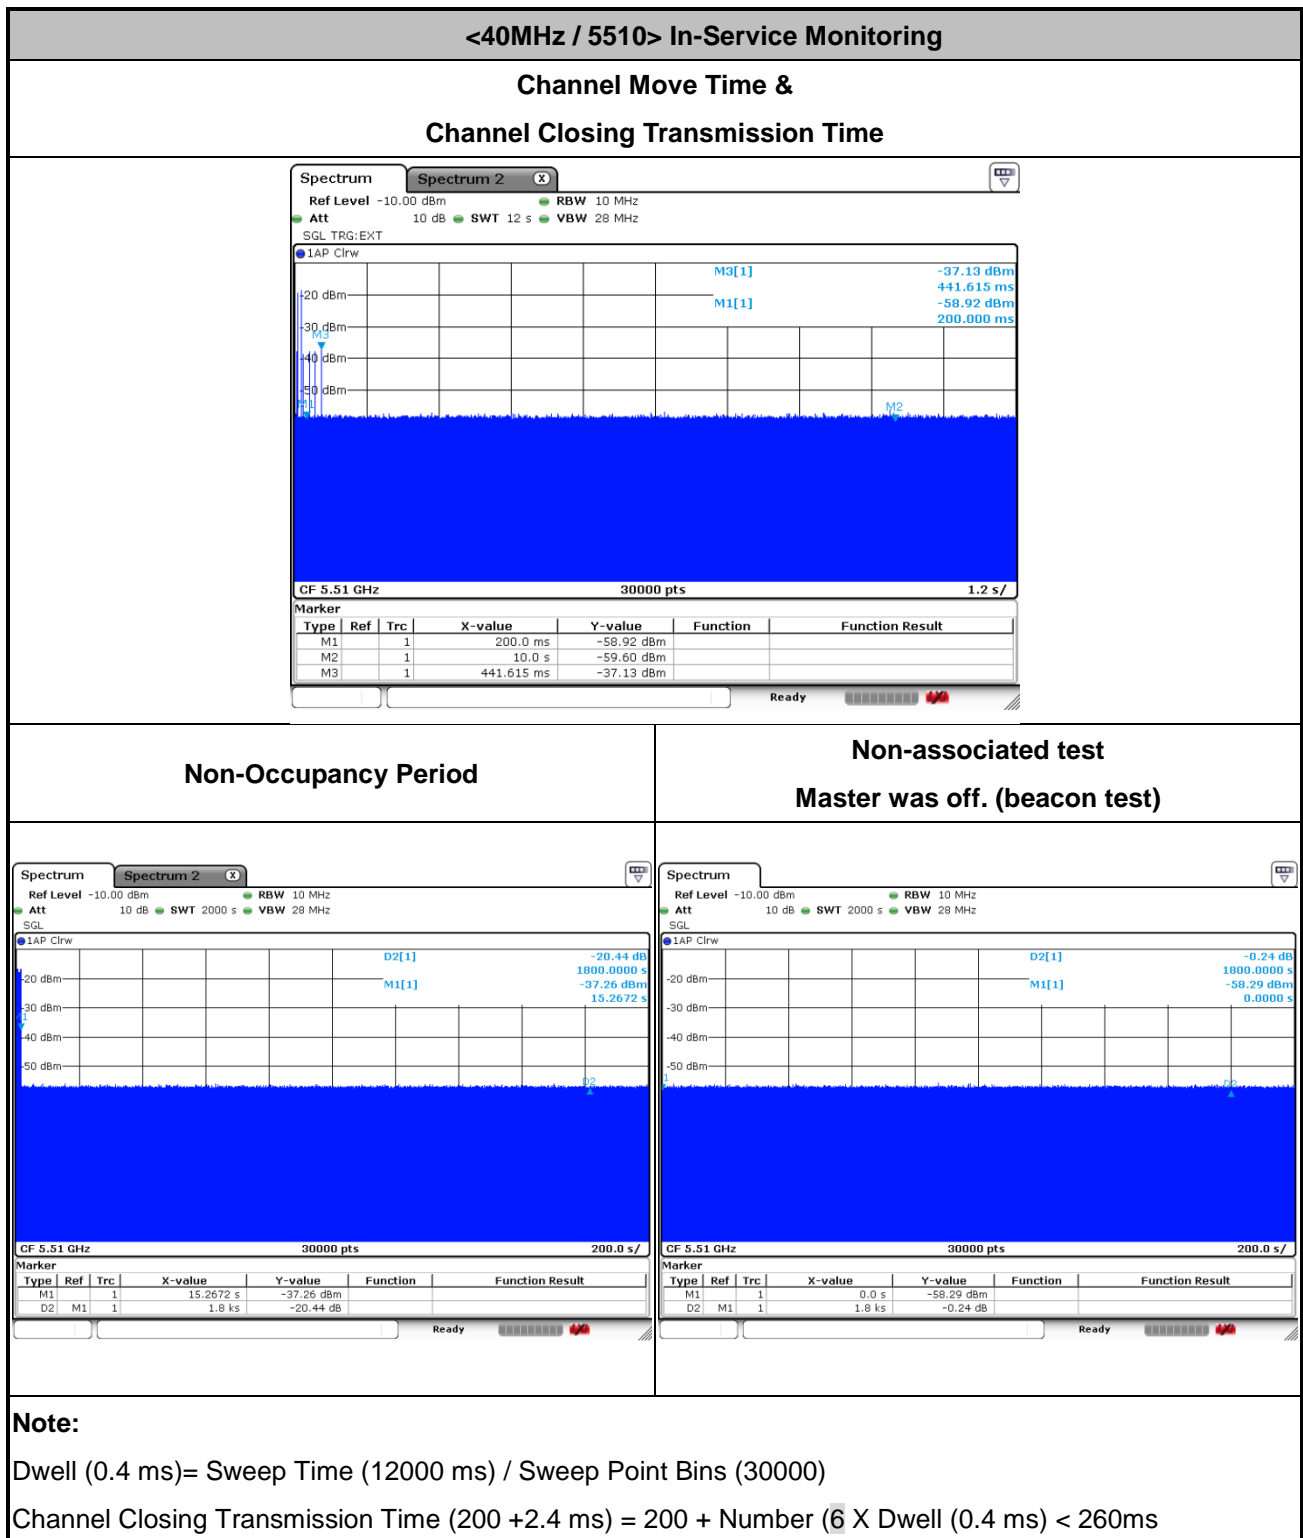 <40MHz / 5510> In-Service Monitoring
Channel Move Time &
Channel Closing Transmission Time
Spectrum Spectrum 2 X
Ref Level -10.00 dBm RBW 10 MHz
Att 10 dB SWT 12 s VBW 28 MHz
SGL TRG:EXT
1AP Clrw
M3[1] -37.13 dBm
441.615 ms
-20 dBm
M1[1] -58.92 dBm
200.000 ms
-30 dBm
M3
-40 dBm
-50 dBm
M1
M2
CF 5.51 GHz 30000 pts 1.2 s/
Marker
Type Ref Trc X-value Y-value Function Function Result
M1 1 200.0 ms -58.92 dBm
M2 1 10.0 s -59.60 dBm
M3 1 441.615 ms -37.13 dBm
Ready
Non-Occupancy Period
Non-associated test
Master was off. (beacon test)
Spectrum Spectrum 2 X
Ref Level -10.00 dBm RBW 10 MHz
Att 10 dB SWT 2000 s VBW 28 MHz
SGL
1AP Clrw
D2[1] -20.44 dB
1800.0000 s
-20 dBm
M1[1] -37.26 dBm
15.2672 s
-30 dBm
-40 dBm
-50 dBm
D2
CF 5.51 GHz 30000 pts 200.0 s/
Marker
Type Ref Trc X-value Y-value Function Function Result
M1 1 15.2672 s -37.26 dBm
D2 M1 1 1.8 ks -20.44 dB
Ready
Spectrum
Ref Level -10.00 dBm RBW 10 MHz
Att 10 dB SWT 2000 s VBW 28 MHz
SGL
1AP Clrw
D2[1] -0.24 dB
1800.0000 s
-20 dBm
M1[1] -58.29 dBm
0.0000 s
-30 dBm
-40 dBm
-50 dBm
D2
CF 5.51 GHz 30000 pts 200.0 s/
Marker
Type Ref Trc X-value Y-value Function Function Result
M1 1 0.0 s -58.29 dBm
D2 M1 1 1.8 ks -0.24 dB
Ready
Note:
Dwell (0.4 ms)= Sweep Time (12000 ms) / Sweep Point Bins (30000)
Channel Closing Transmission Time (200 +2.4 ms) = 200 + Number (6 X Dwell (0.4 ms) < 260ms